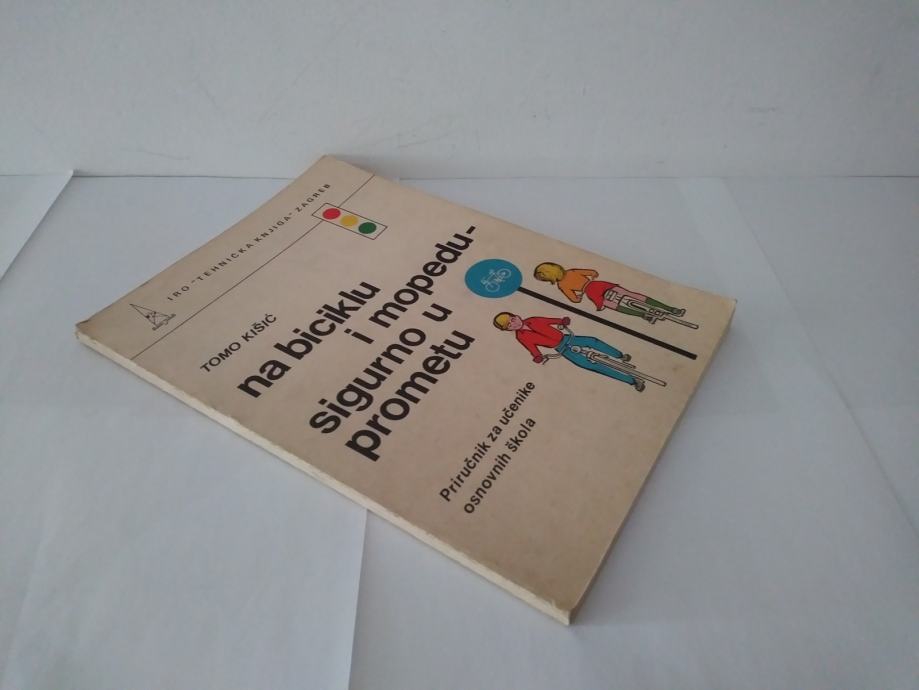 IRO "TEHNIČKA KNJIGA" ZAGREB
TOMO KIŠIĆ
na biciklu
i mopedu-
sigurno u
prometu
Priručnik za učenike
osnovnih škola